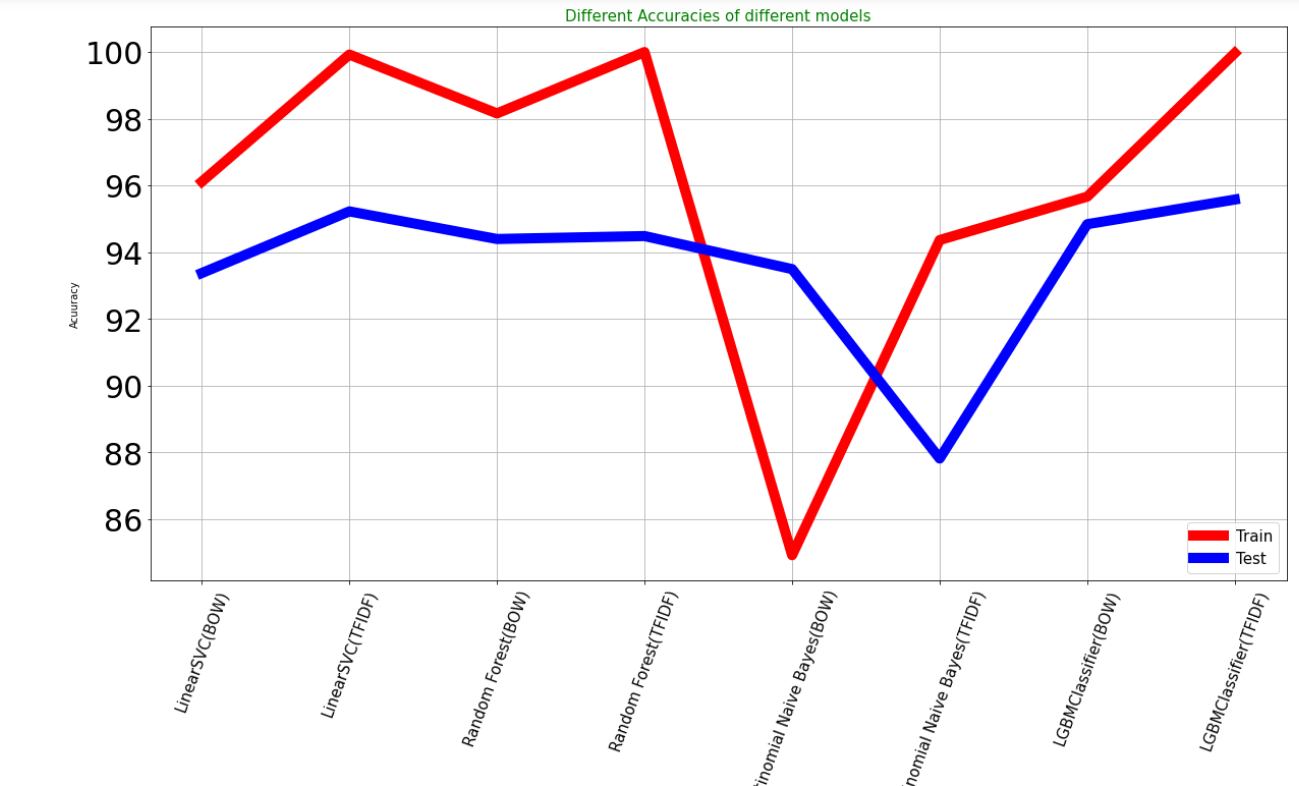 Different Accuracies of different models
100
98
96
94
92
90
88
86
Acuuracy
Train
Test
LinearSVC(BOW)
LinearSVC(TFIDF)
Random Forest(BOW)
Random Forest(TFIDF)
inomial Naive Bayes(BOW)
nomial Naive Bayes(TFIDF)
LGBMClassifier(BOW)
LGBMClassifier(TFIDF)